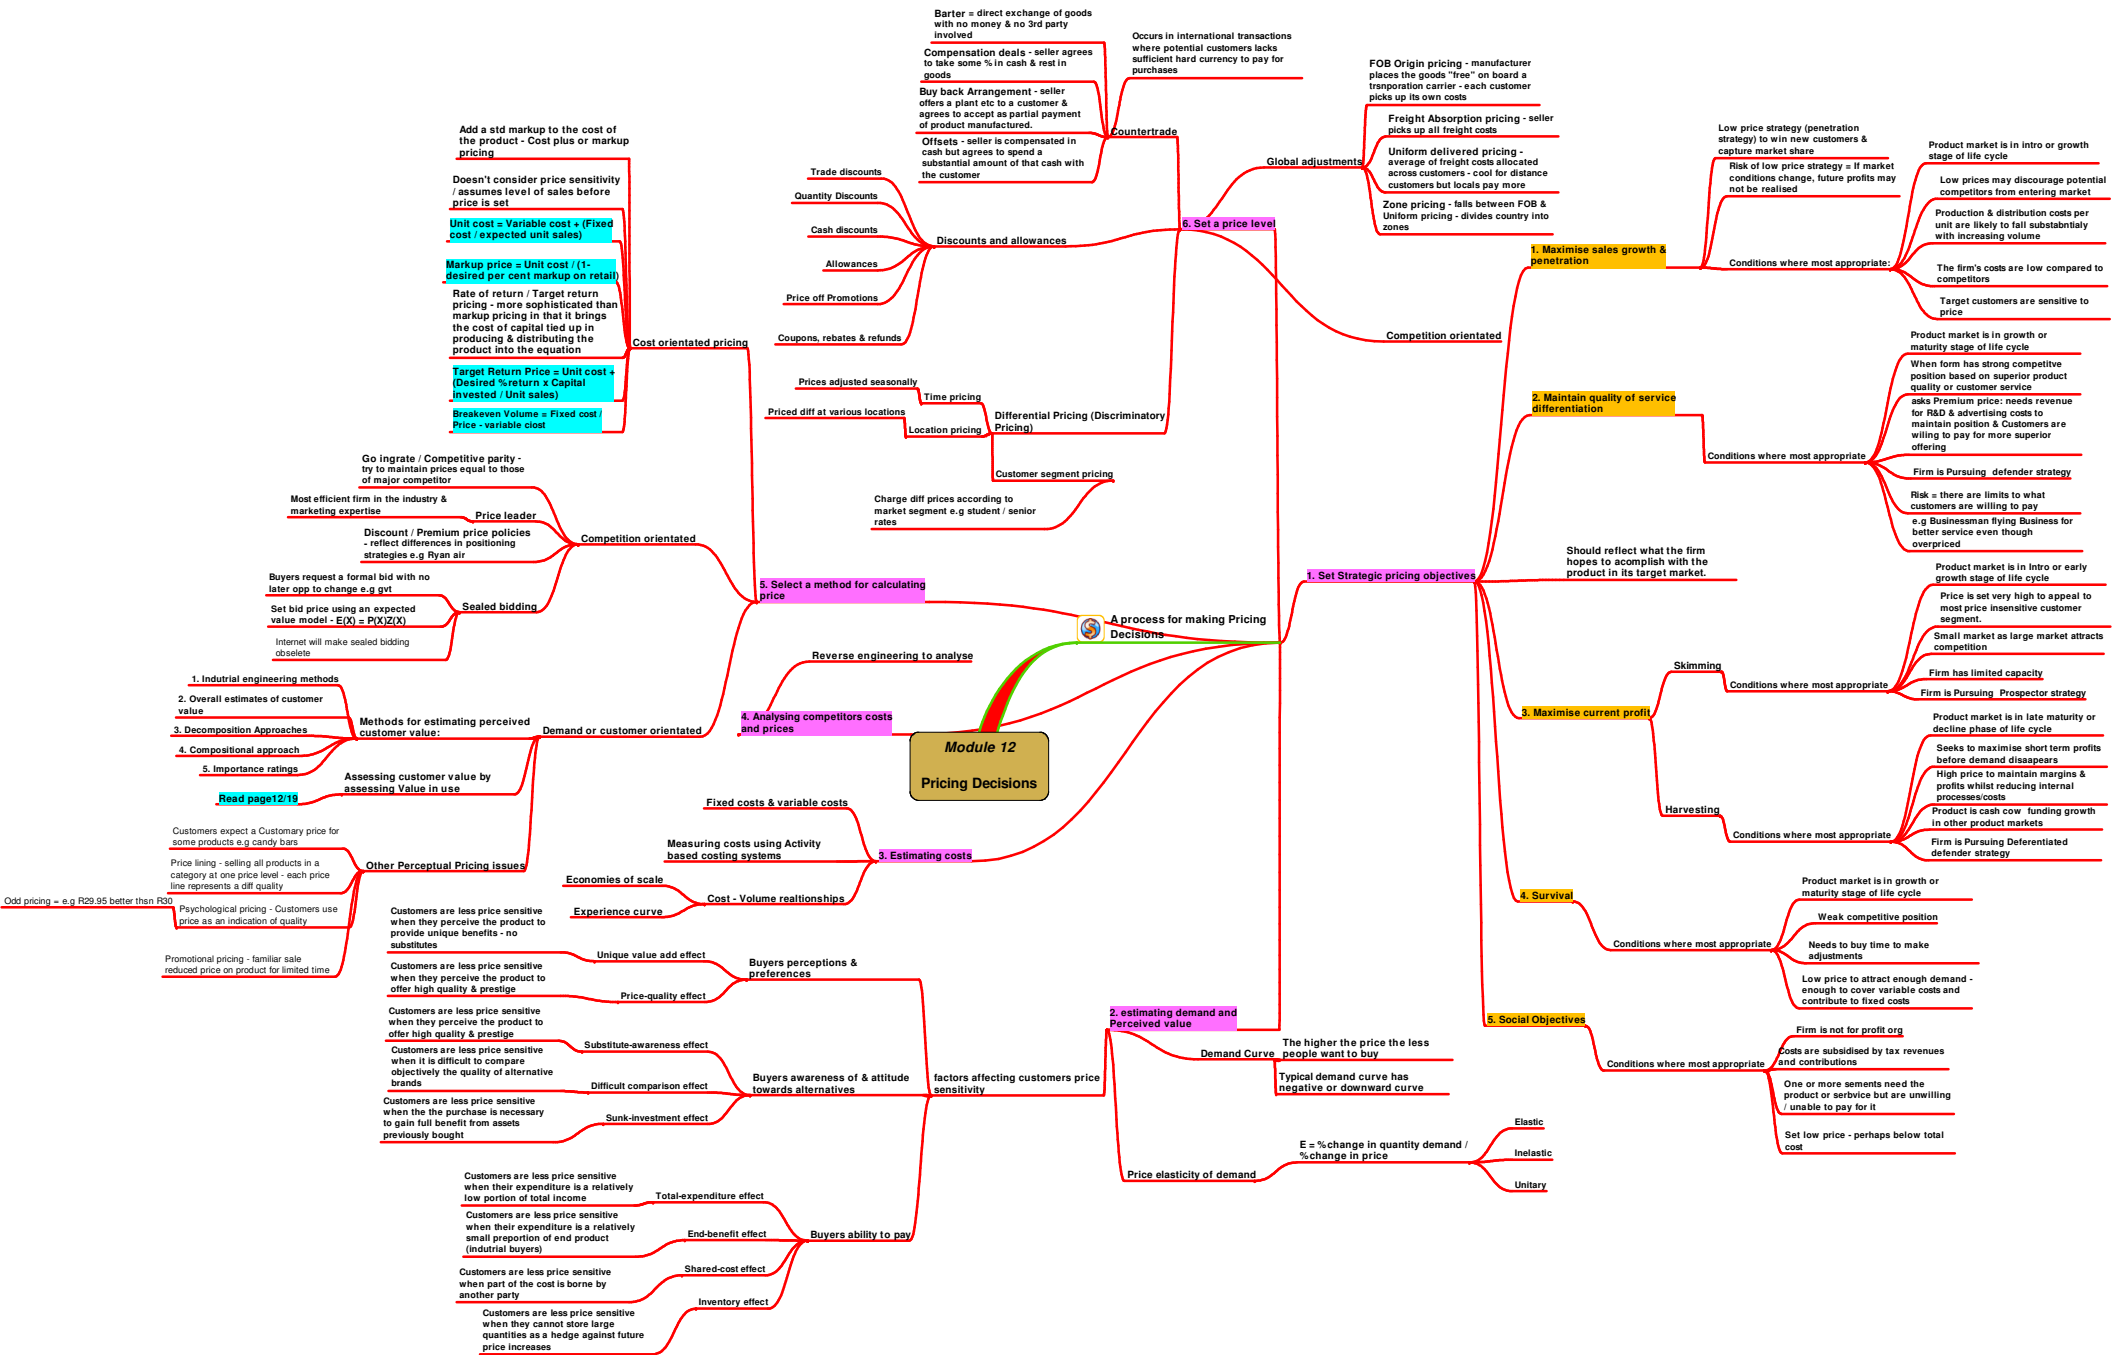 Module 12
Pricing Decisions
A process for making Pricing
Decisions
1. Set Strategic pricing objectives
Should reflect what the firm
hopes to acomplish with the
product in its target market.
1. Maximise sales growth &
penetration
Low price strategy (penetration
strategy) to win new customers &
capture market share
Risk of low price strategy = If market
conditions change, future profits may
not be realised
Conditions where most appropriate:
Product market is in intro or growth
stage of life cycle
Low prices may discourage potential
competitors from entering market
Production & distribution costs per
unit are likely to fall substabntialy
with increasing volume
The firm's costs are low compared to
competitors
Target customers are sensitive to
price
2. Maintain quality of service
differentiation
Conditions where most appropriate
Product market is in growth or
maturity stage of life cycle
When form has strong competitve
position based on superior product
quality or customer service
asks Premium price: needs revenue
for R&D & advertising costs to
maintain position & Customers are
wiling to pay for more superior
offering
Firm is Pursuing defender strategy
Risk = there are limits to what
customers are willing to pay
e.g Businessman flying Business for
better service even though
overpriced
3. Maximise current profit
Skimming
Conditions where most appropriate
Product market is in Intro or early
growth stage of life cycle
Price is set very high to appeal to
most price insensitive customer
segment.
Small market as large market attracts
competition
Firm has limited capacity
Firm is Pursuing Prospector strategy
Harvesting
Conditions where most appropriate
Product market is in late maturity or
decline phase of life cycle
Seeks to maximise short term profits
before demand disaapears
High price to maintain margins &
profits whilst reducing internal
processes/costs
Product is cash cow funding growth
in other product markets
Firm is Pursuing Deferentiated
defender strategy
4. Survival
Conditions where most appropriate
Product market is in growth or
maturity stage of life cycle
Weak competitive position
Needs to buy time to make
adjustments
Low price to attract enough demand -
enough to cover variable costs and
contribute to fixed costs
5. Social Objectives
Conditions where most appropriate
Firm is not for profit org
Costs are subsidised by tax revenues
and contributions
One or more sements need the
product or serbvice but are unwilling
/ unable to pay for it
Set low price - perhaps below total
cost
2. estimating demand and
Perceived value
Demand Curve
The higher the price the less
people want to buy
Typical demand curve has
negative or downward curve
Price elasticity of demand
E = %change in quantity demand /
%change in price
Elastic
Inelastic
Unitary
factors affecting customers price
sensitivity
Buyers perceptions &
preferences
Unique value add effect
Customers are less price sensitive
when they perceive the product to
provide unique benefits - no
substitutes
Price-quality effect
Customers are less price sensitive
when they perceive the product to
offer high quality & prestige
Buyers awareness of & attitude
towards alternatives
Substitute-awareness effect
Customers are less price sensitive
when they perceive the product to
offer high quality & prestige
Difficult comparison effect
Customers are less price sensitive
when it is difficult to compare
objectively the quality of alternative
brands
Sunk-investment effect
Customers are less price sensitive
when the the purchase is necessary
to gain full benefit from assets
previously bought
Buyers ability to pay
Total-expenditure effect
Customers are less price sensitive
when their expenditure is a relatively
low portion of total income
End-benefit effect
Customers are less price sensitive
when their expenditure is a relatively
small preportion of end product
(indutrial buyers)
Shared-cost effect
Customers are less price sensitive
when part of the cost is borne by
another party
Inventory effect
Customers are less price sensitive
when they cannot store large
quantities as a hedge against future
price increases
3. Estimating costs
Fixed costs & variable costs
Measuring costs using Activity
based costing systems
Cost - Volume realtionships
Economies of scale
Experience curve
4. Analysing competitors costs
and prices
Reverse engineering to analyse
5. Select a method for calculating
price
Cost orientated pricing
Add a std markup to the cost of
the product - Cost plus or markup
pricing
Doesn't consider price sensitivity
/ assumes level of sales before
price is set
Unit cost = Variable cost + (Fixed
cost / expected unit sales)
Markup price = Unit cost / (1-
desired per cent markup on retail)
Rate of return / Target return
pricing - more sophisticated than
markup pricing in that it brings
the cost of capital tied up in
producing & distributing the
product into the equation
Target Return Price = Unit cost +
(Desired %return x Capital
invested / Unit sales)
Breakeven Volume = Fixed cost /
Price - variable ciost
Competition orientated
Go ingrate / Competitive parity -
try to maintain prices equal to those
of major competitor
Price leader
Most efficient firm in the industry &
marketing expertise
Discount / Premium price policies
- reflect differences in positioning
strategies e.g Ryan air
Sealed bidding
Buyers request a formal bid with no
later opp to change e.g gvt
Set bid price using an expected
value model - E(X) = P(X)Z(X)
Internet will make sealed bidding
obselete
Demand or customer orientated
Methods for estimating perceived
customer value:
1. Indutrial engineering methods
2. Overall estimates of customer
value
3. Decomposition Approaches
4. Compositional approach
5. Importance ratings
Assessing customer value by
assessing Value in use
Read page12/19
Other Perceptual Pricing issues
Customers expect a Customary price for
some products e.g candy bars
Price lining - selling all products in a
category at one price level - each price
line represents a diff quality
Psychological pricing - Customers use
price as an indication of quality
Odd pricing = e.g R29.95 better thsn R30
Promotional pricing - familiar sale
reduced price on product for limited time
6. Set a price level
Countertrade
Occurs in international transactions
where potential customers lacks
sufficient hard currency to pay for
purchases
Barter = direct exchange of goods
with no money & no 3rd party
involved
Compensation deals - seller agrees
to take some % in cash & rest in
goods
Buy back Arrangement - seller
offers a plant etc to a customer &
agrees to accept as partial payment
of product manufactured.
Offsets - seller is compensated in
cash but agrees to spend a
substantial amount of that cash with
the customer
Global adjustments
FOB Origin pricing - manufacturer
places the goods "free" on board a
trsnporation carrier - each customer
picks up its own costs
Freight Absorption pricing - seller
picks up all freight costs
Uniform delivered pricing -
average of freight costs allocated
across customers - cool for distance
customers but locals pay more
Zone pricing - falls between FOB &
Uniform pricing - divides country into
zones
Competition orientated
Discounts and allowances
Trade discounts
Quantity Discounts
Cash discounts
Allowances
Price off Promotions
Coupons, rebates & refunds
Differential Pricing (Discriminatory
Pricing)
Time pricing
Prices adjusted seasonally
Location pricing
Priced diff at various locations
Customer segment pricing
Charge diff prices according to
market segment e.g student / senior
rates